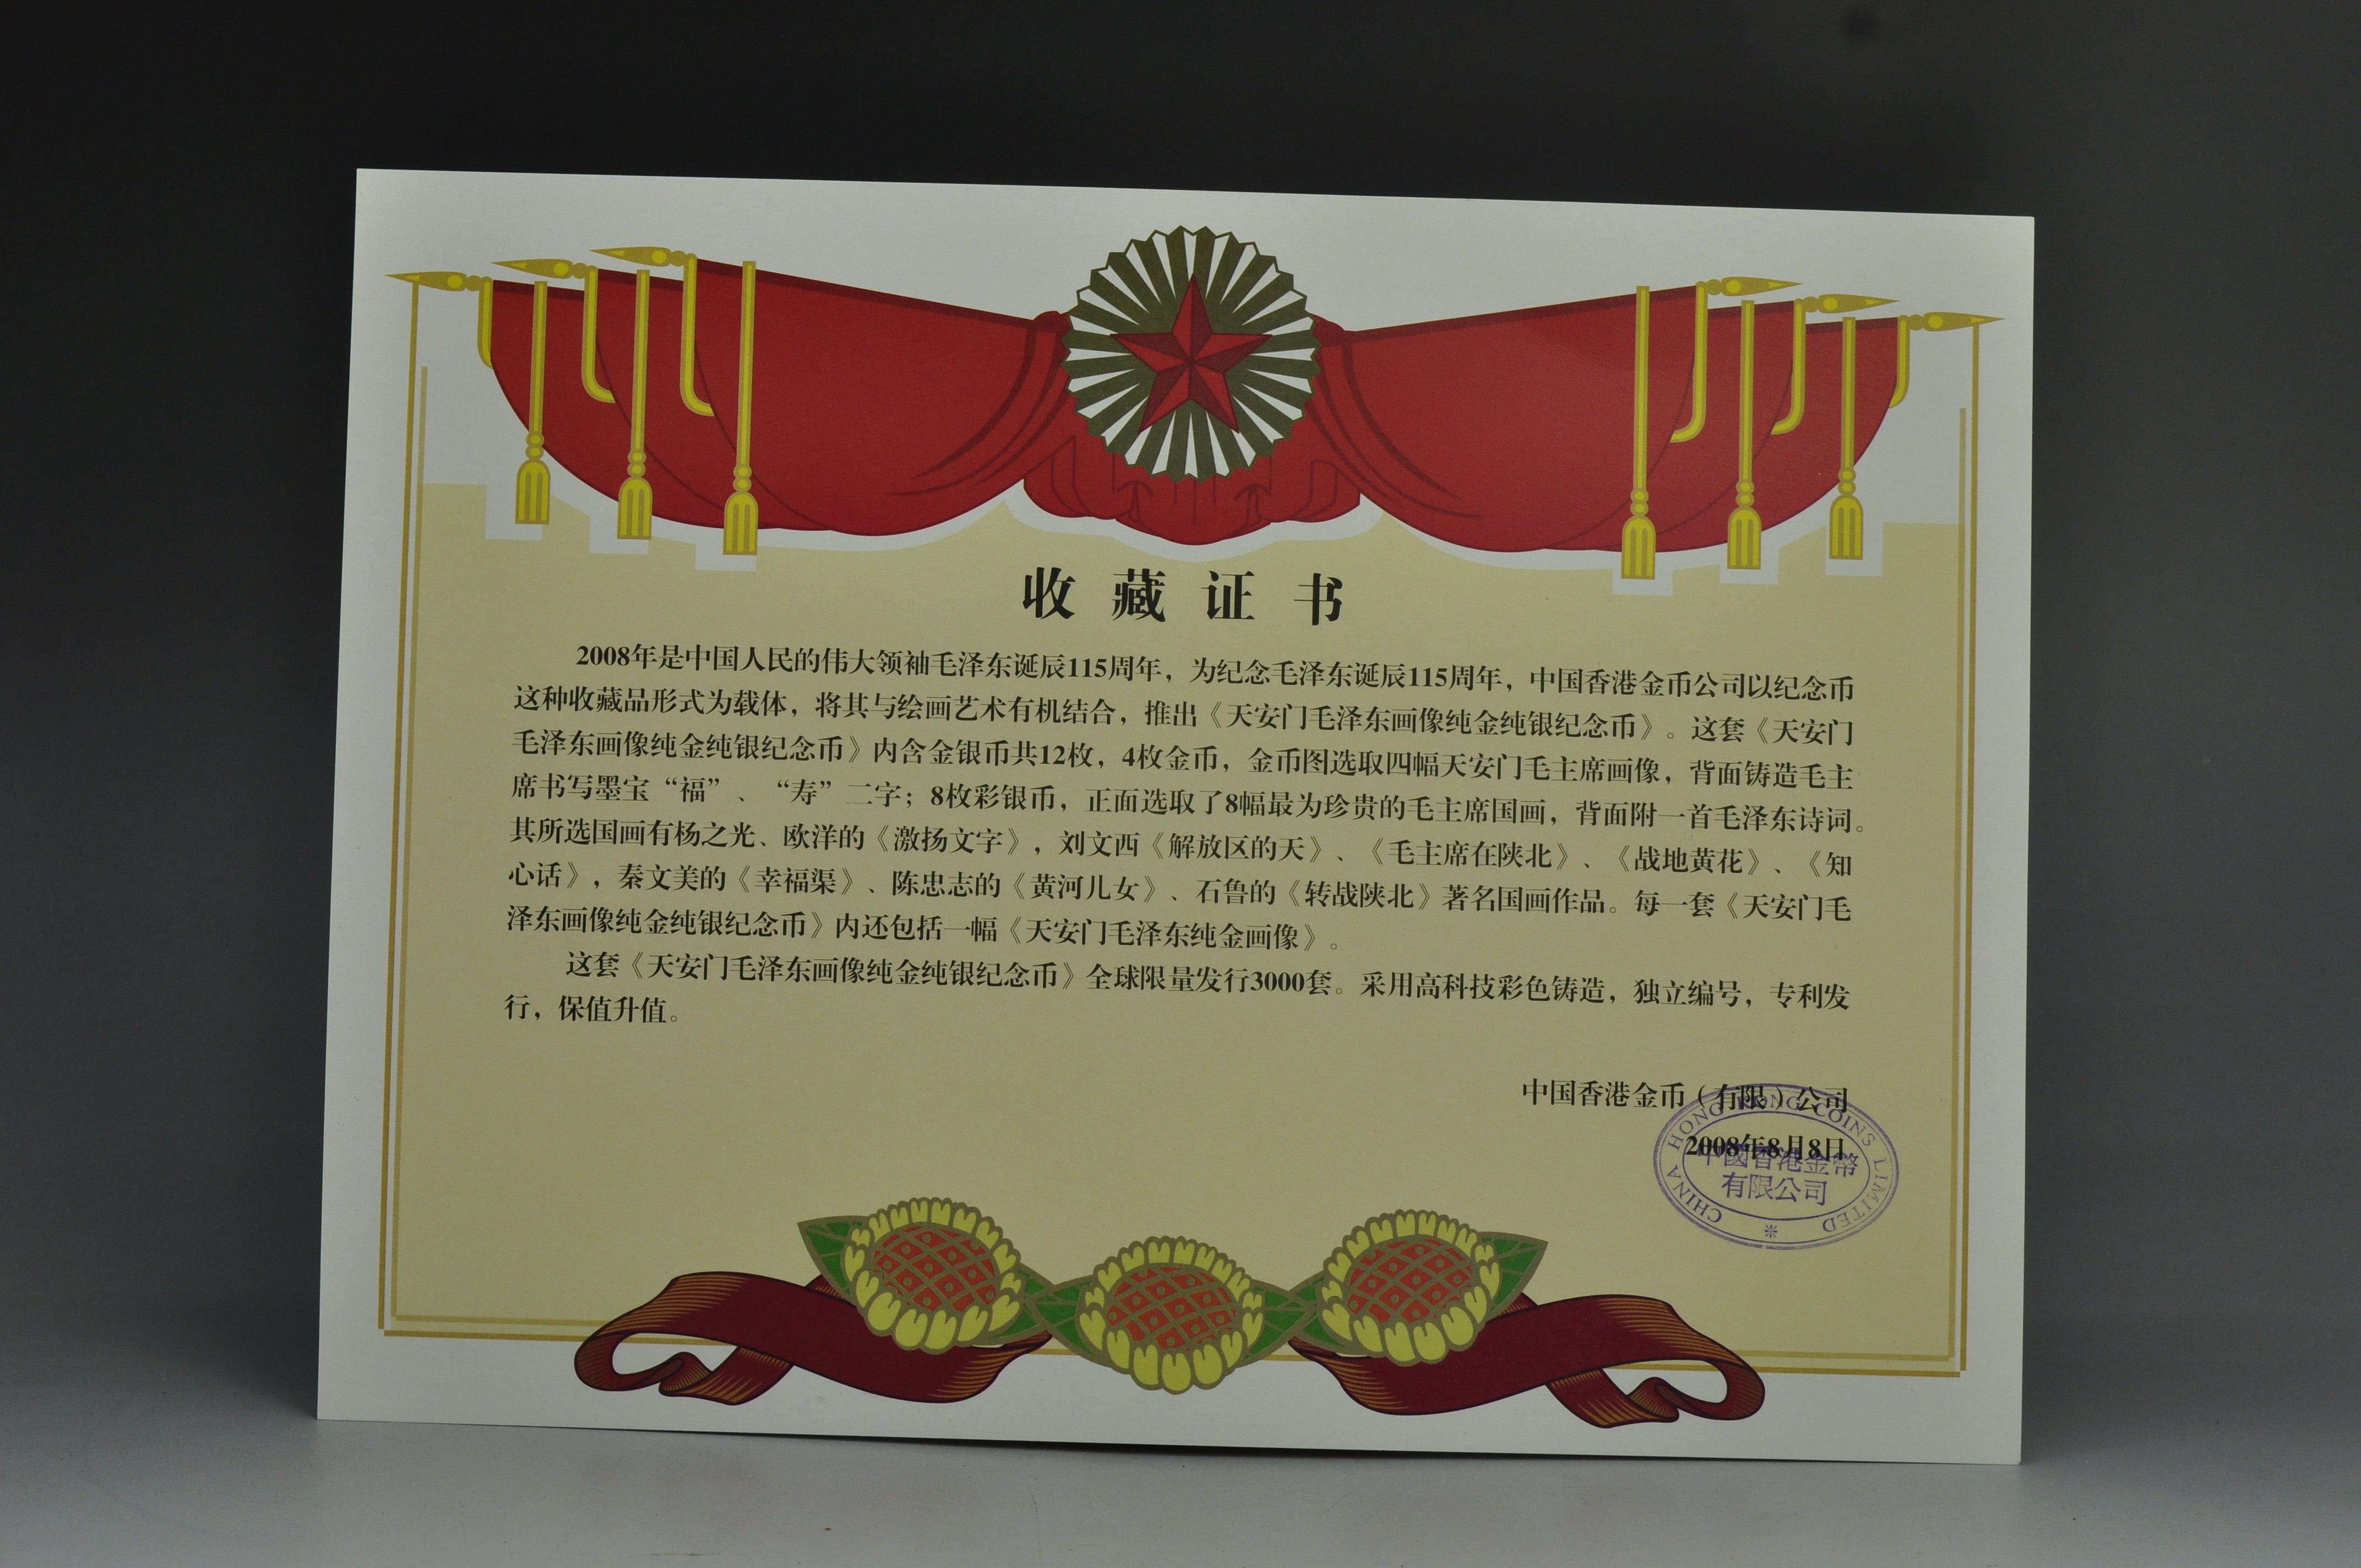 收藏证书
2008年是中国人民的伟大领袖毛泽东诞辰115周年，为纪念毛泽东诞辰115周年，中国香港金币公司以纪念币
这种收藏品形式为载体，将其与绘画艺术有机结合，推出《天安门毛泽东画像纯金纯银纪念币》。这套《天安门
毛泽东画像纯金纯银纪念币》内含金银币共12枚，4枚金币，金币图选取四幅天安门毛主席画像，背面铸造毛主
席书写墨宝“福”、“寿”二字；8枚彩银币，正面选取了8幅最为珍贵的毛主席国画，背面附一首毛泽东诗词。
其所选国画有杨之光、欧洋的《激扬文字》，刘文西《解放区的天》、《毛主席在陕北》、《战地黄花》、《知
心话》，秦文美的《幸福渠》、陈忠志的《黄河儿女》、石鲁的《转战陕北》著名国画作品。每一套《天安门毛
泽东画像纯金纯银纪念币》内还包括一幅《天安门毛泽东纯金画像》。
这套《天安门毛泽东画像纯金纯银纪念币》全球限量发行3000套。采用高科技彩色铸造，独立编号，专利发
行，保值升值。
中国香港金币（有限）公司
2008年8月8日
CHINA HONG KONG COINS LIMITED
中國香港金幣
有限公司